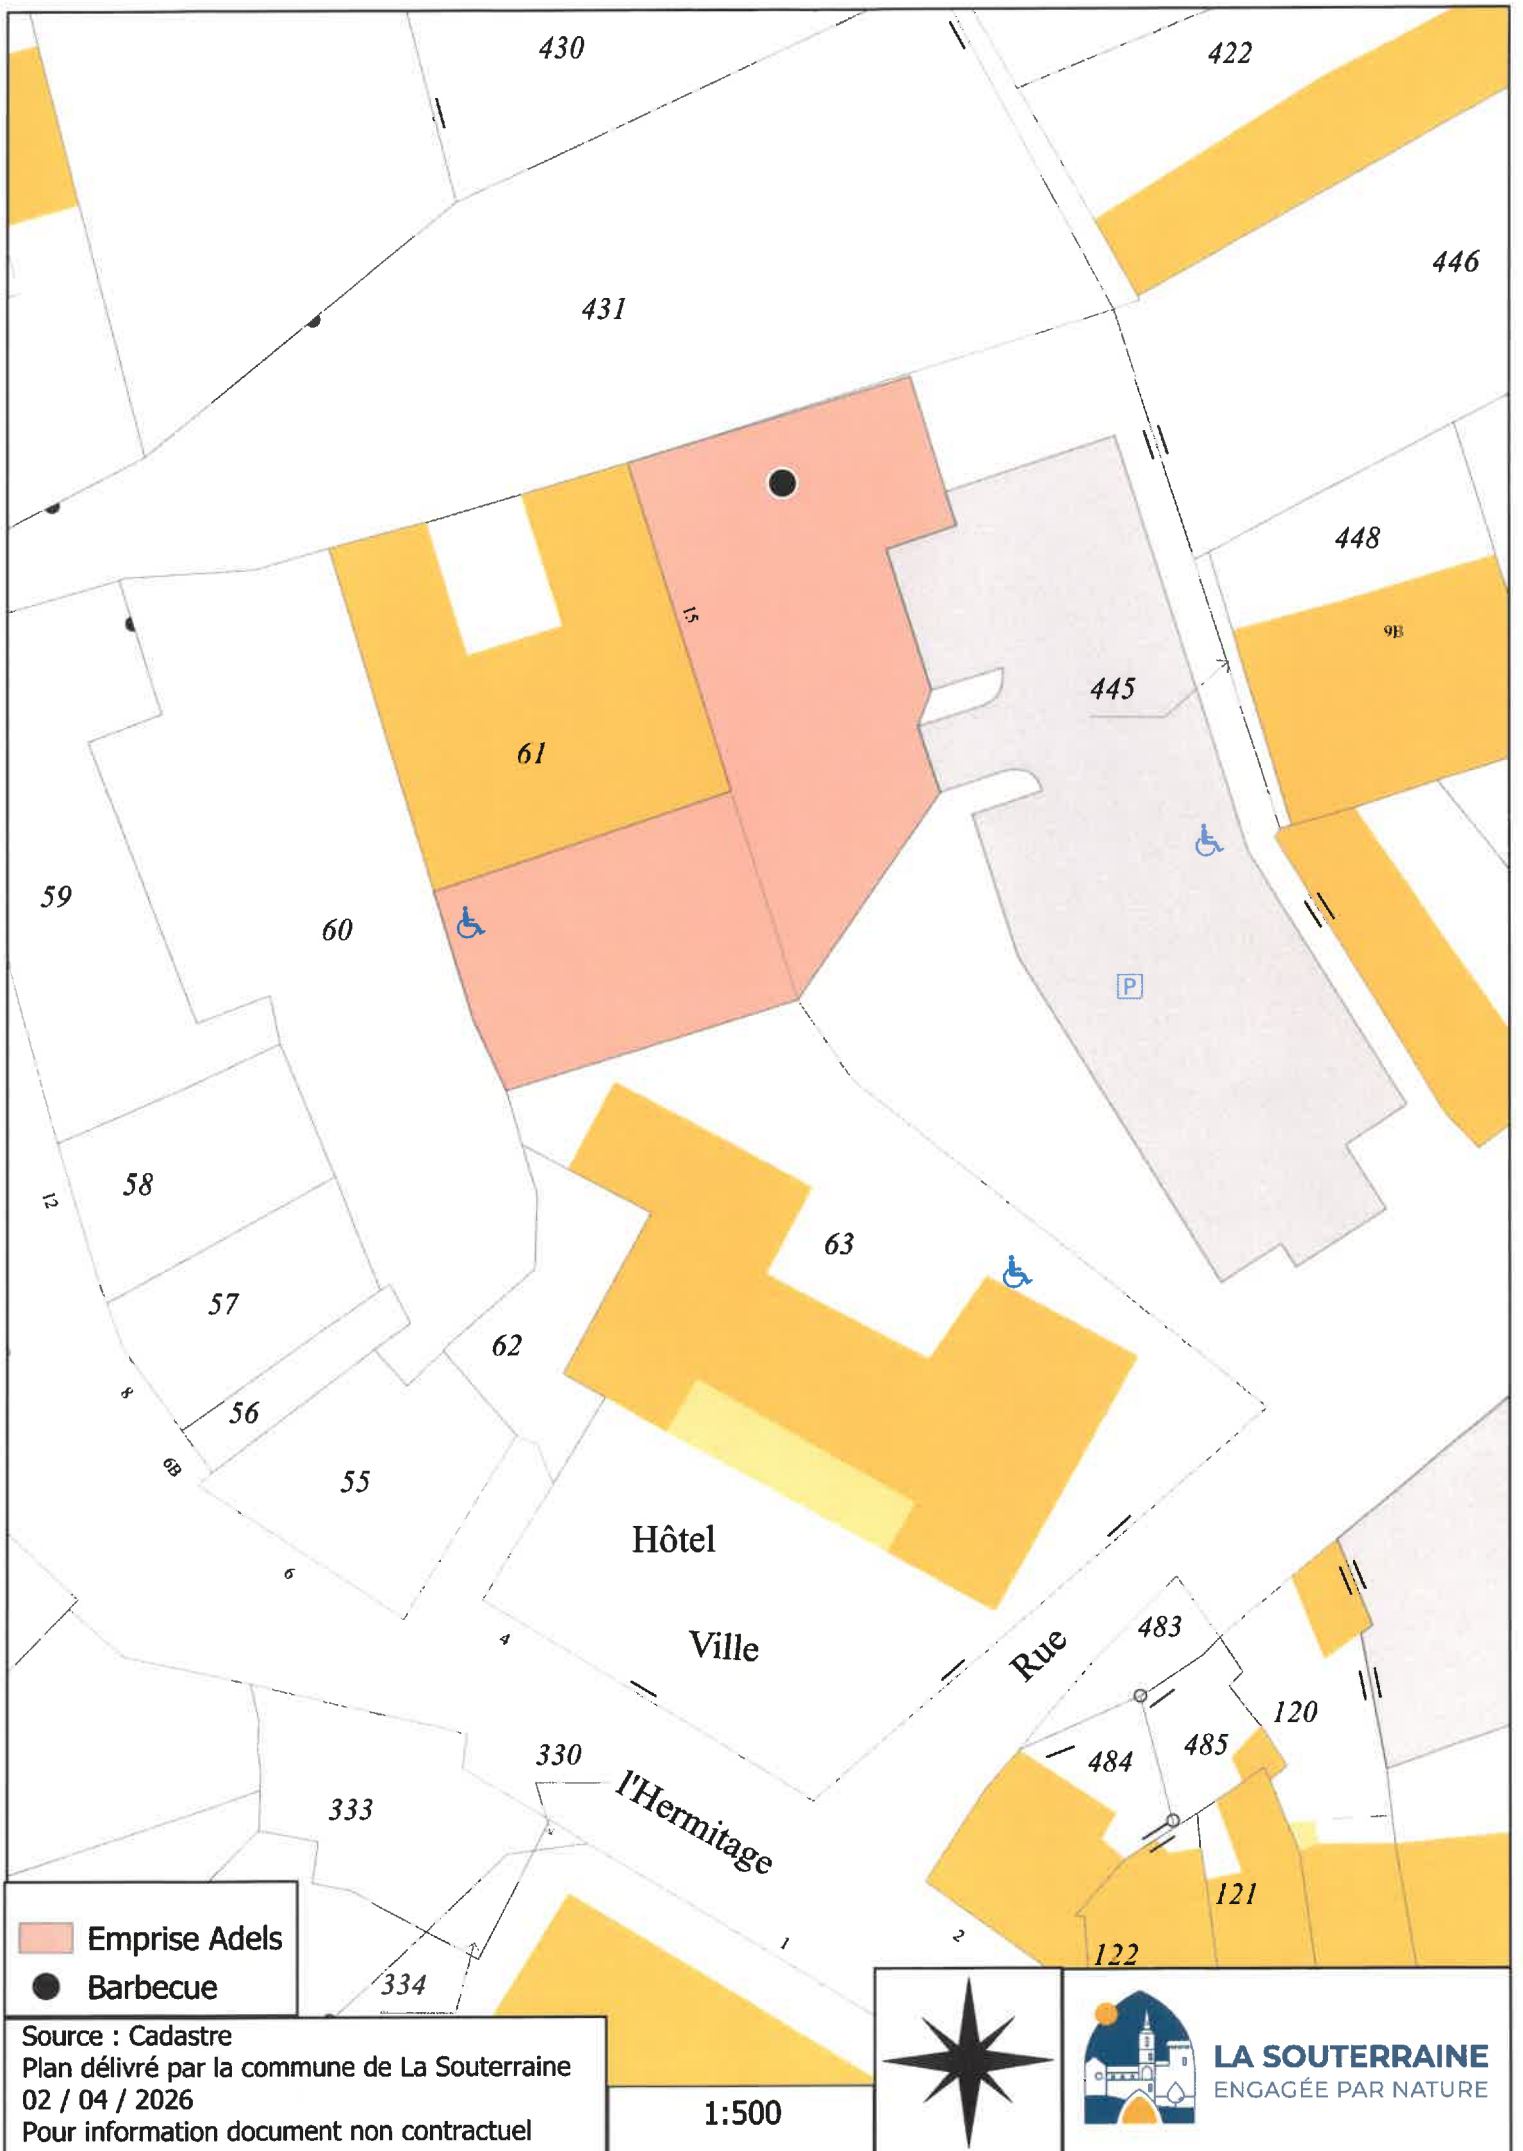 430
422
446
431
448
9B
15
445
61
59
60
P
58
12
63
57
62
8
56
6B
55
Hôtel
6
Ville
4
Rue
483
120
485
484
330
l'Hermitage
333
121
1
2
122
334
Emprise Adels
Barbecue
Source : Cadastre
Plan délivré par la commune de La Souterraine
02 / 04 / 2026
Pour information document non contractuel
1:500
LA SOUTERRAINE
ENGAGÉE PAR NATURE